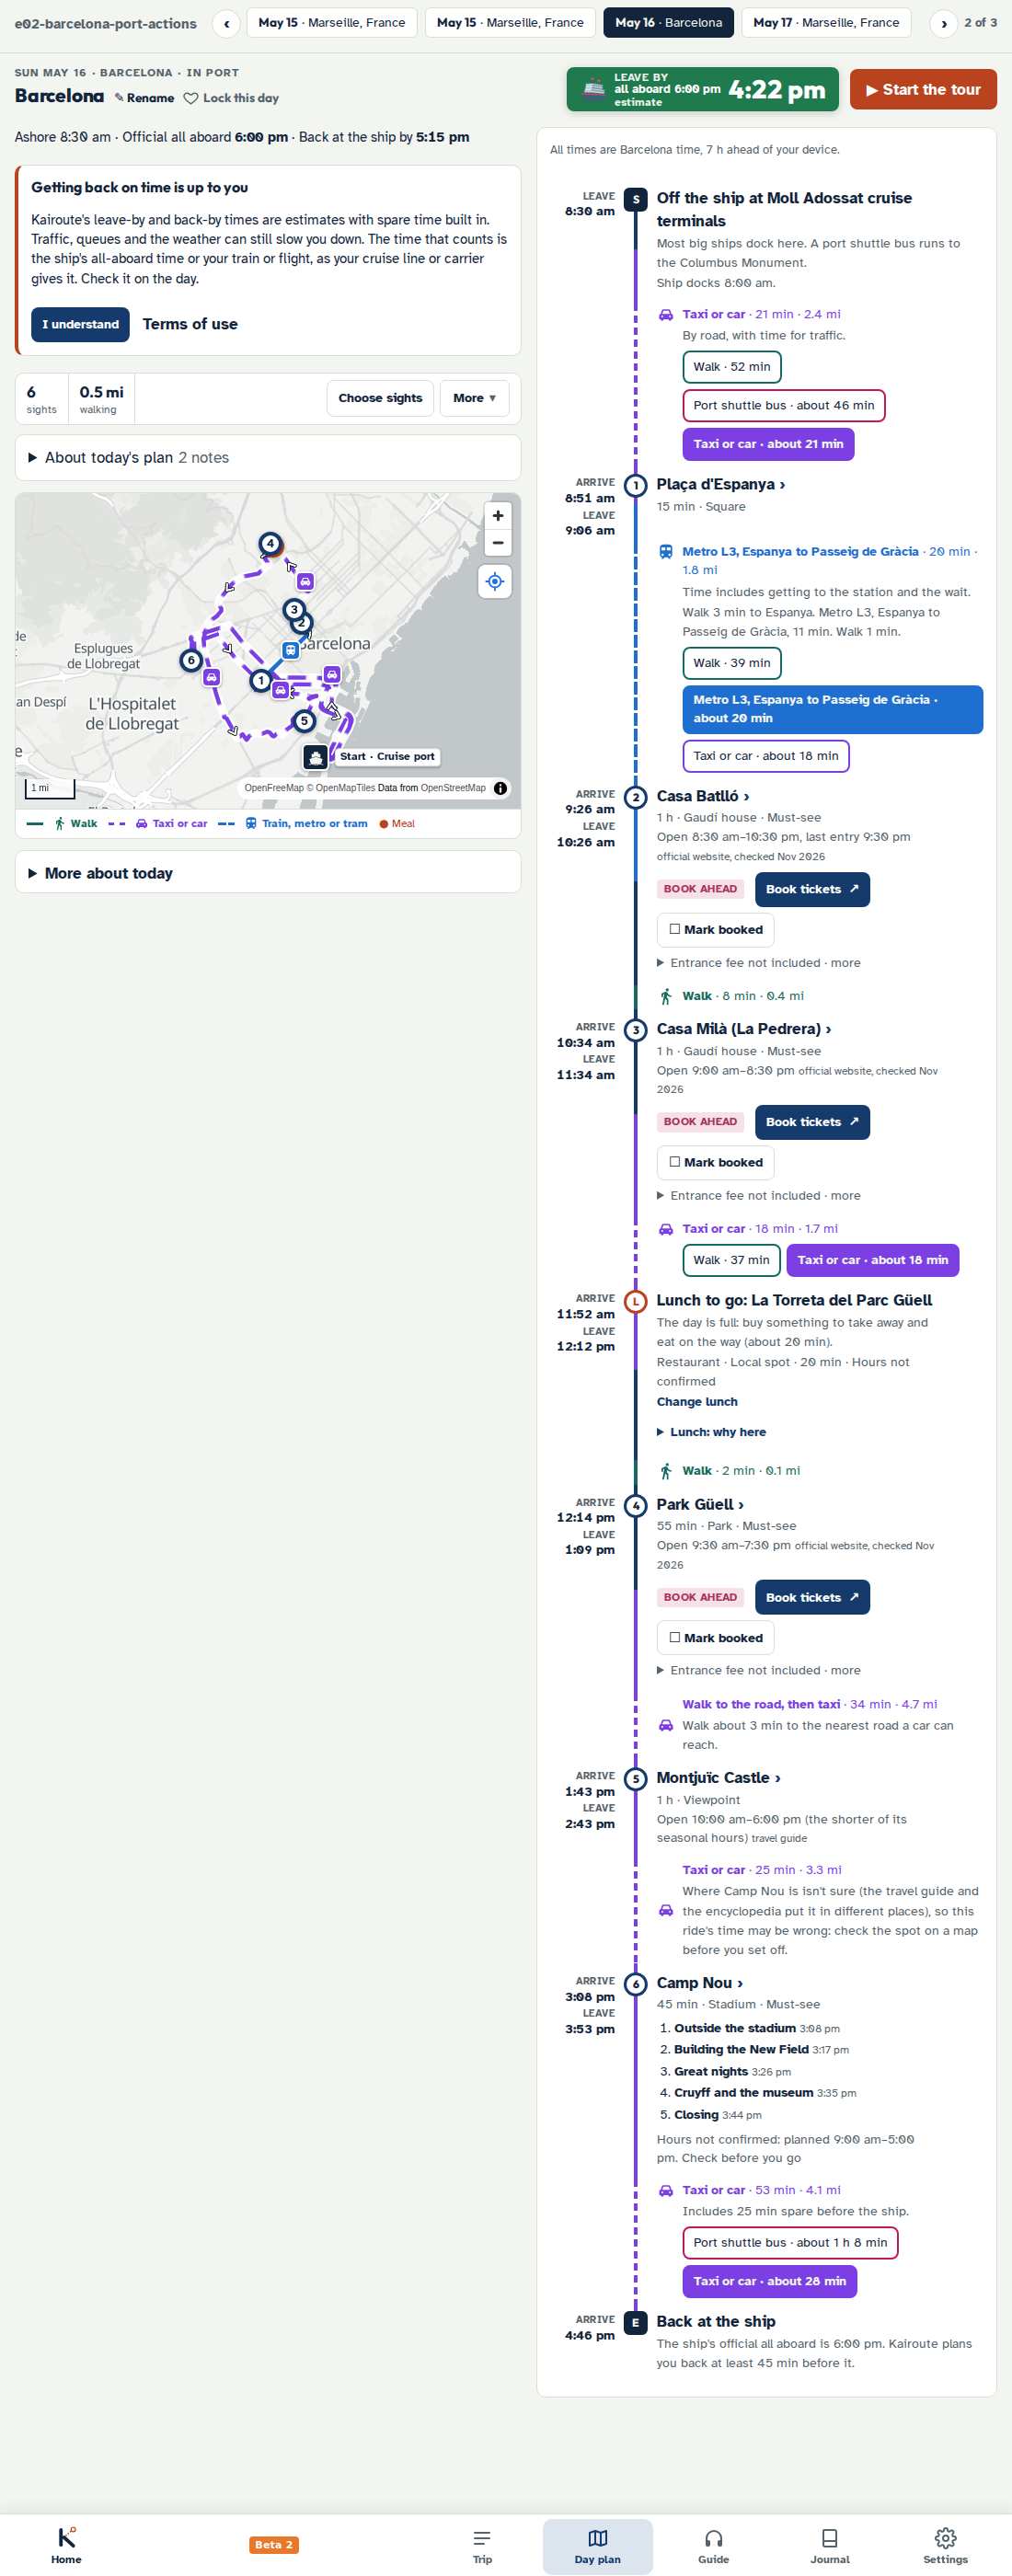 e02-barcelona-port-actions
‹
May 15 · Marseille, France
May 15 · Marseille, France
May 16 · Barcelona
May 17 · Marseille, France
›
2 of 3
SUN MAY 16 · BARCELONA · IN PORT
Barcelona ✎ Rename ♡ Lock this day
LEAVE BY
all aboard 6:00 pm
estimate
4:22 pm
▶ Start the tour
Ashore 8:30 am · Official all aboard 6:00 pm · Back at the ship by 5:15 pm
Getting back on time is up to you
Kairoute's leave-by and back-by times are estimates with spare time built in.
Traffic, queues and the weather can still slow you down. The time that counts is
the ship's all-aboard time or your train or flight, as your cruise line or carrier
gives it. Check it on the day.
I understand
Terms of use
6
sights
0.5 mi
walking
Choose sights
More ▼
▶ About today's plan 2 notes
+
−
4
3
2
1
6
5
Barcelona
Esplugues
de Llobregat
L'Hospitalet
de Llobregat
an Despí
de
Start · Cruise port
1 mi
OpenFreeMap © OpenMapTiles Data from OpenStreetMap
Walk
Taxi or car
Train, metro or tram
Meal
▶ More about today
All times are Barcelona time, 7 h ahead of your device.
LEAVE
8:30 am
S
Off the ship at Moll Adossat cruise
terminals
Most big ships dock here. A port shuttle bus runs to
the Columbus Monument.
Ship docks 8:00 am.
Taxi or car · 21 min · 2.4 mi
By road, with time for traffic.
Walk · 52 min
Port shuttle bus · about 46 min
Taxi or car · about 21 min
ARRIVE
8:51 am
LEAVE
9:06 am
1
Plaça d'Espanya ›
15 min · Square
Metro L3, Espanya to Passeig de Gràcia · 20 min ·
1.8 mi
Time includes getting to the station and the wait.
Walk 3 min to Espanya. Metro L3, Espanya to
Passeig de Gràcia, 11 min. Walk 1 min.
Walk · 39 min
Metro L3, Espanya to Passeig de Gràcia ·
about 20 min
Taxi or car · about 18 min
ARRIVE
9:26 am
LEAVE
10:26 am
2
Casa Batlló ›
1 h · Gaudí house · Must-see
Open 8:30 am–10:30 pm, last entry 9:30 pm
official website, checked Nov 2026
BOOK AHEAD
Book tickets ↗
☐ Mark booked
▶ Entrance fee not included · more
Walk · 8 min · 0.4 mi
ARRIVE
10:34 am
LEAVE
11:34 am
3
Casa Milà (La Pedrera) ›
1 h · Gaudí house · Must-see
Open 9:00 am–8:30 pm official website, checked Nov
2026
BOOK AHEAD
Book tickets ↗
☐ Mark booked
▶ Entrance fee not included · more
Taxi or car · 18 min · 1.7 mi
Walk · 37 min
Taxi or car · about 18 min
ARRIVE
11:52 am
LEAVE
12:12 pm
L
Lunch to go: La Torreta del Parc Güell
The day is full: buy something to take away and
eat on the way (about 20 min).
Restaurant · Local spot · 20 min · Hours not
confirmed
Change lunch
▶ Lunch: why here
Walk · 2 min · 0.1 mi
ARRIVE
12:14 pm
LEAVE
1:09 pm
4
Park Güell ›
55 min · Park · Must-see
Open 9:30 am–7:30 pm official website, checked Nov
2026
BOOK AHEAD
Book tickets ↗
☐ Mark booked
▶ Entrance fee not included · more
Walk to the road, then taxi · 34 min · 4.7 mi
Walk about 3 min to the nearest road a car can
reach.
ARRIVE
1:43 pm
LEAVE
2:43 pm
5
Montjuïc Castle ›
1 h · Viewpoint
Open 10:00 am–6:00 pm (the shorter of its
seasonal hours) travel guide
Taxi or car · 25 min · 3.3 mi
Where Camp Nou is isn't sure (the travel guide and
the encyclopedia put it in different places), so this
ride's time may be wrong: check the spot on a map
before you set off.
ARRIVE
3:08 pm
LEAVE
3:53 pm
6
Camp Nou ›
45 min · Stadium · Must-see
1. Outside the stadium 3:08 pm
2. Building the New Field 3:17 pm
3. Great nights 3:26 pm
4. Cruyff and the museum 3:35 pm
5. Closing 3:44 pm
Hours not confirmed: planned 9:00 am–5:00
pm. Check before you go
Taxi or car · 53 min · 4.1 mi
Includes 25 min spare before the ship.
Port shuttle bus · about 1 h 8 min
Taxi or car · about 28 min
ARRIVE
4:46 pm
E
Back at the ship
The ship's official all aboard is 6:00 pm. Kairoute plans
you back at least 45 min before it.
Home
Beta 2
Trip
Day plan
Guide
Journal
Settings